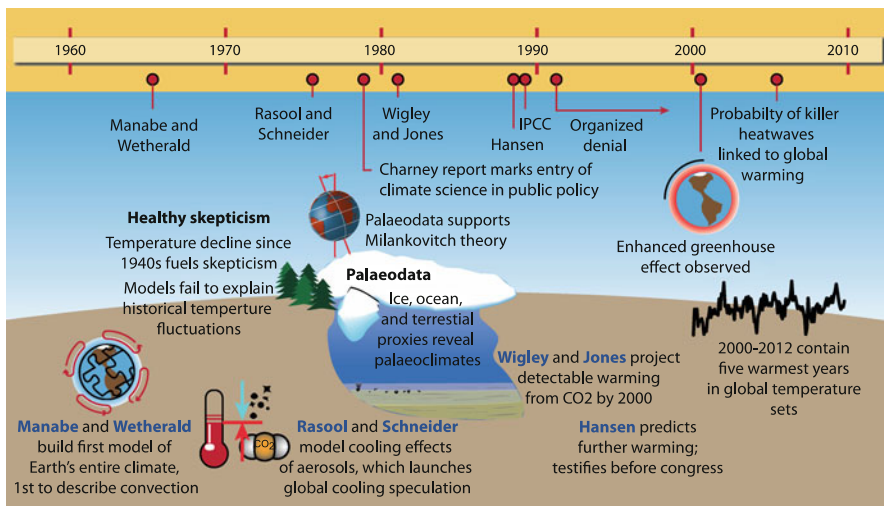 1960 1970 1980 1990 2000 2010
Manabe and
Wetherald
Rasool and
Schneider
Wigley
and Jones
Hansen
IPCC
Organized
denial
Probabilty of killer
heatwaves
linked to global
warming
Charney report marks entry of
climate science in public policy
Healthy skepticism
Temperature decline since
1940s fuels skepticism
Models fail to explain
historical temperture
fluctuations
Palaeodata supports
Milankovitch theory
Enhanced greenhouse
effect observed
Palaeodata
Ice, ocean,
and terrestial
proxies reveal
palaeoclimates
Wigley and Jones project
detectable warming
from CO2 by 2000
2000-2012 contain
five warmest years
in global temperature
sets
Manabe and Wetherald
build first model of
Earth's entire climate,
1st to describe convection
CO2
Rasool and Schneider
model cooling effects
of aerosols, which launches
global cooling speculation
Hansen predicts
further warming;
testifies before congress